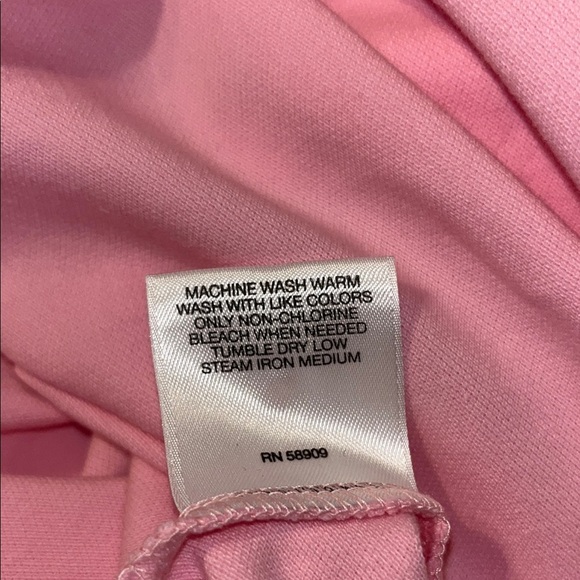 MACHINE WASH WARM
WASH WITH LIKE COLORS
ONLY NON-CHLORINE
BLEACH WHEN NEEDED
TUMBLE DRY LOW
STEAM IRON MEDIUM
RN 58909